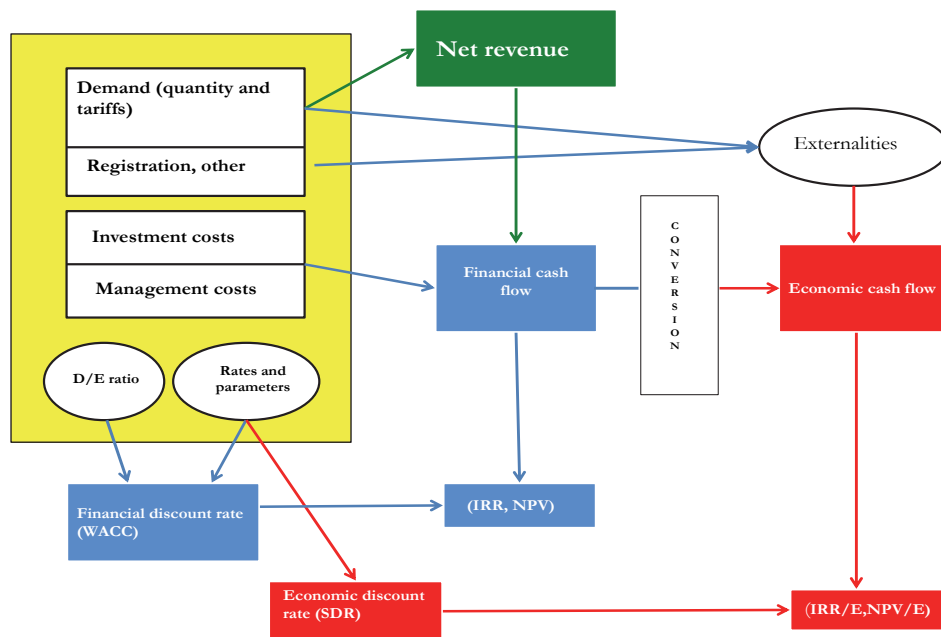 Net revenue
Demand (quantity and
tariffs)
Registration, other
Externalities
Investment costs
Management costs
Financial cash
flow
CONVERSION
Economic cash flow
D/E ratio
Rates and
parameters
Financial discount rate
(WACC)
(IRR, NPV)
Economic discount
rate (SDR)
(IRR/E,NPV/E)